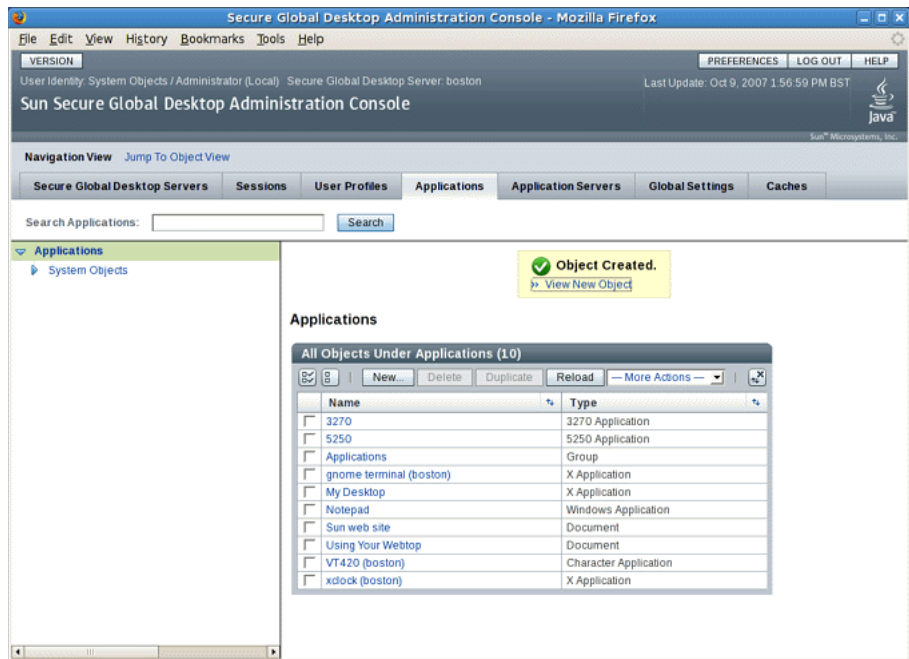 Secure Global Desktop Administration Console - Mozilla Firefox
File Edit View History Bookmarks Tools Help
VERSION PREFERENCES LOG OUT HELP
User Identity: System Objects / Administrator (Local) Secure Global Desktop Server: boston Last Update: Oct 9, 2007 1:56:59 PM BST
Sun Secure Global Desktop Administration Console
Java™
Sun™ Microsystems, Inc.
Navigation View Jump To Object View
Secure Global Desktop Servers Sessions User Profiles Applications Application Servers Global Settings Caches
Search Applications: Search
Applications
System Objects
Object Created.
» View New Object
Applications
All Objects Under Applications (10)
New... Delete Duplicate Reload — More Actions —
Name Type
3270 3270 Application
5250 5250 Application
Applications Group
gnome terminal (boston) X Application
My Desktop X Application
Notepad Windows Application
Sun web site Document
Using Your Webtop Document
VT420 (boston) Character Application
xclock (boston) X Application